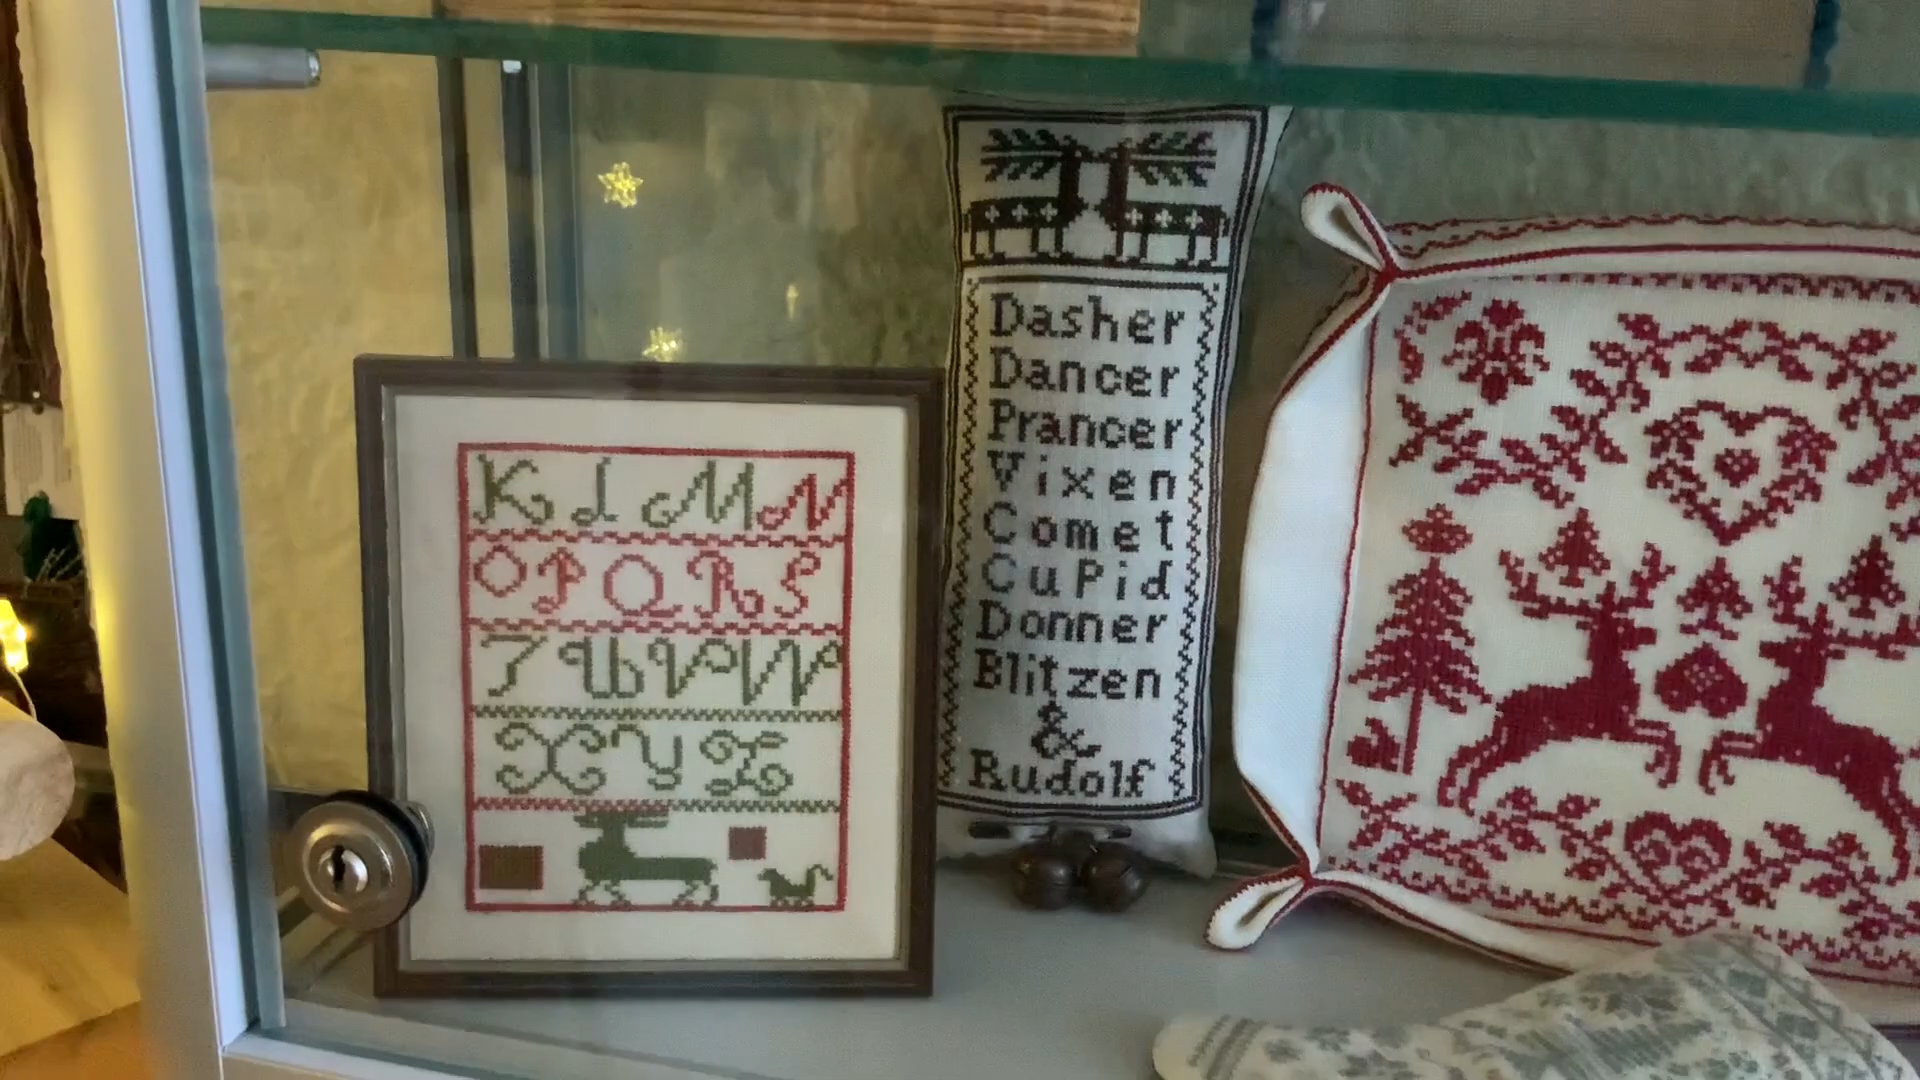 K L M N
O P Q R S
T U V W
X Y Z
Dasher
Dancer
Prancer
Vixen
Comet
CuPid
Donner
Blitzen
&
Rudolf